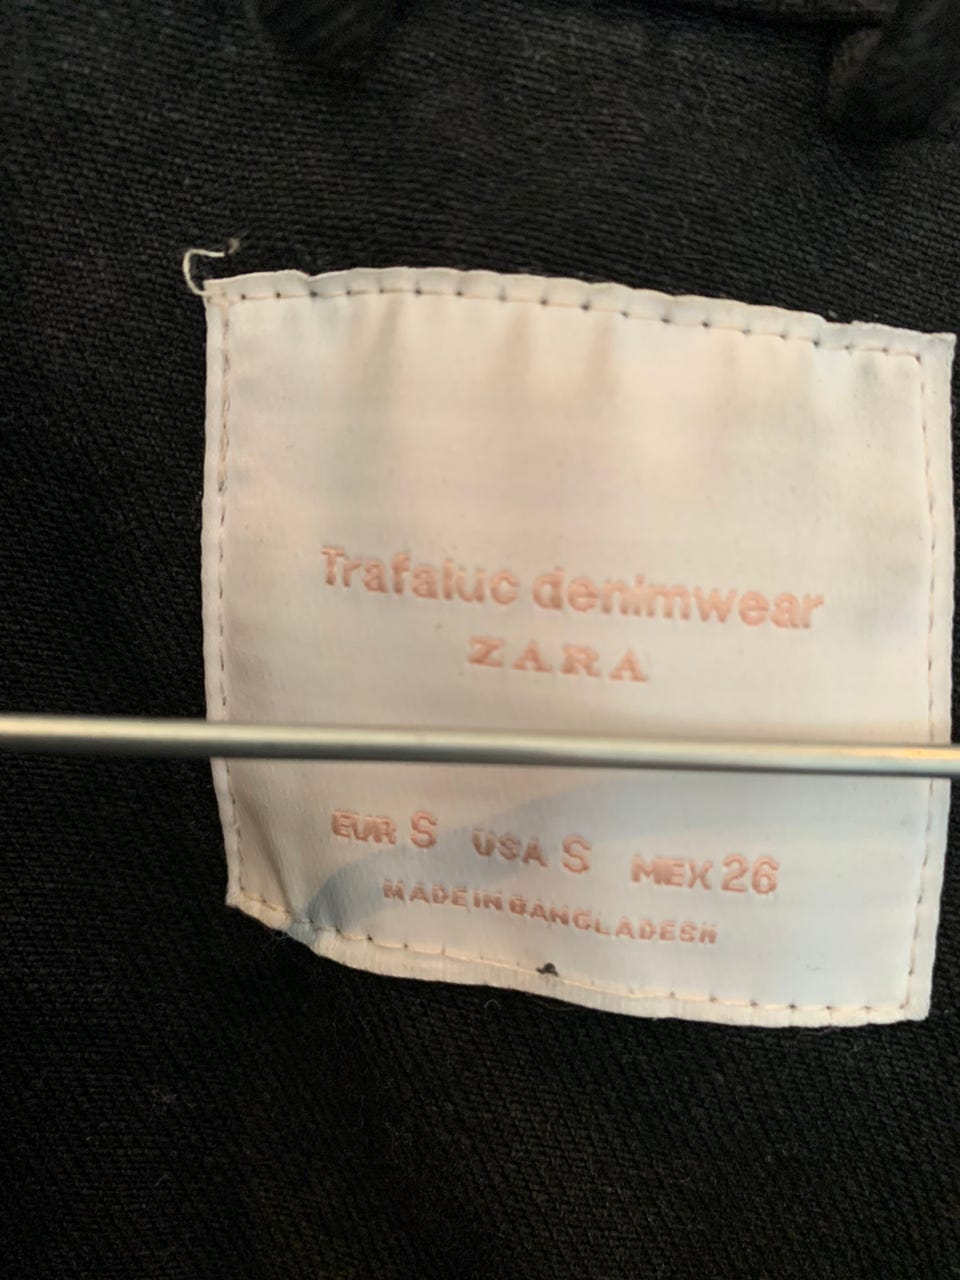 Trafaluc denimwear
ZARA
EUR S USA S MEX 26
MADE IN BANGLADESH